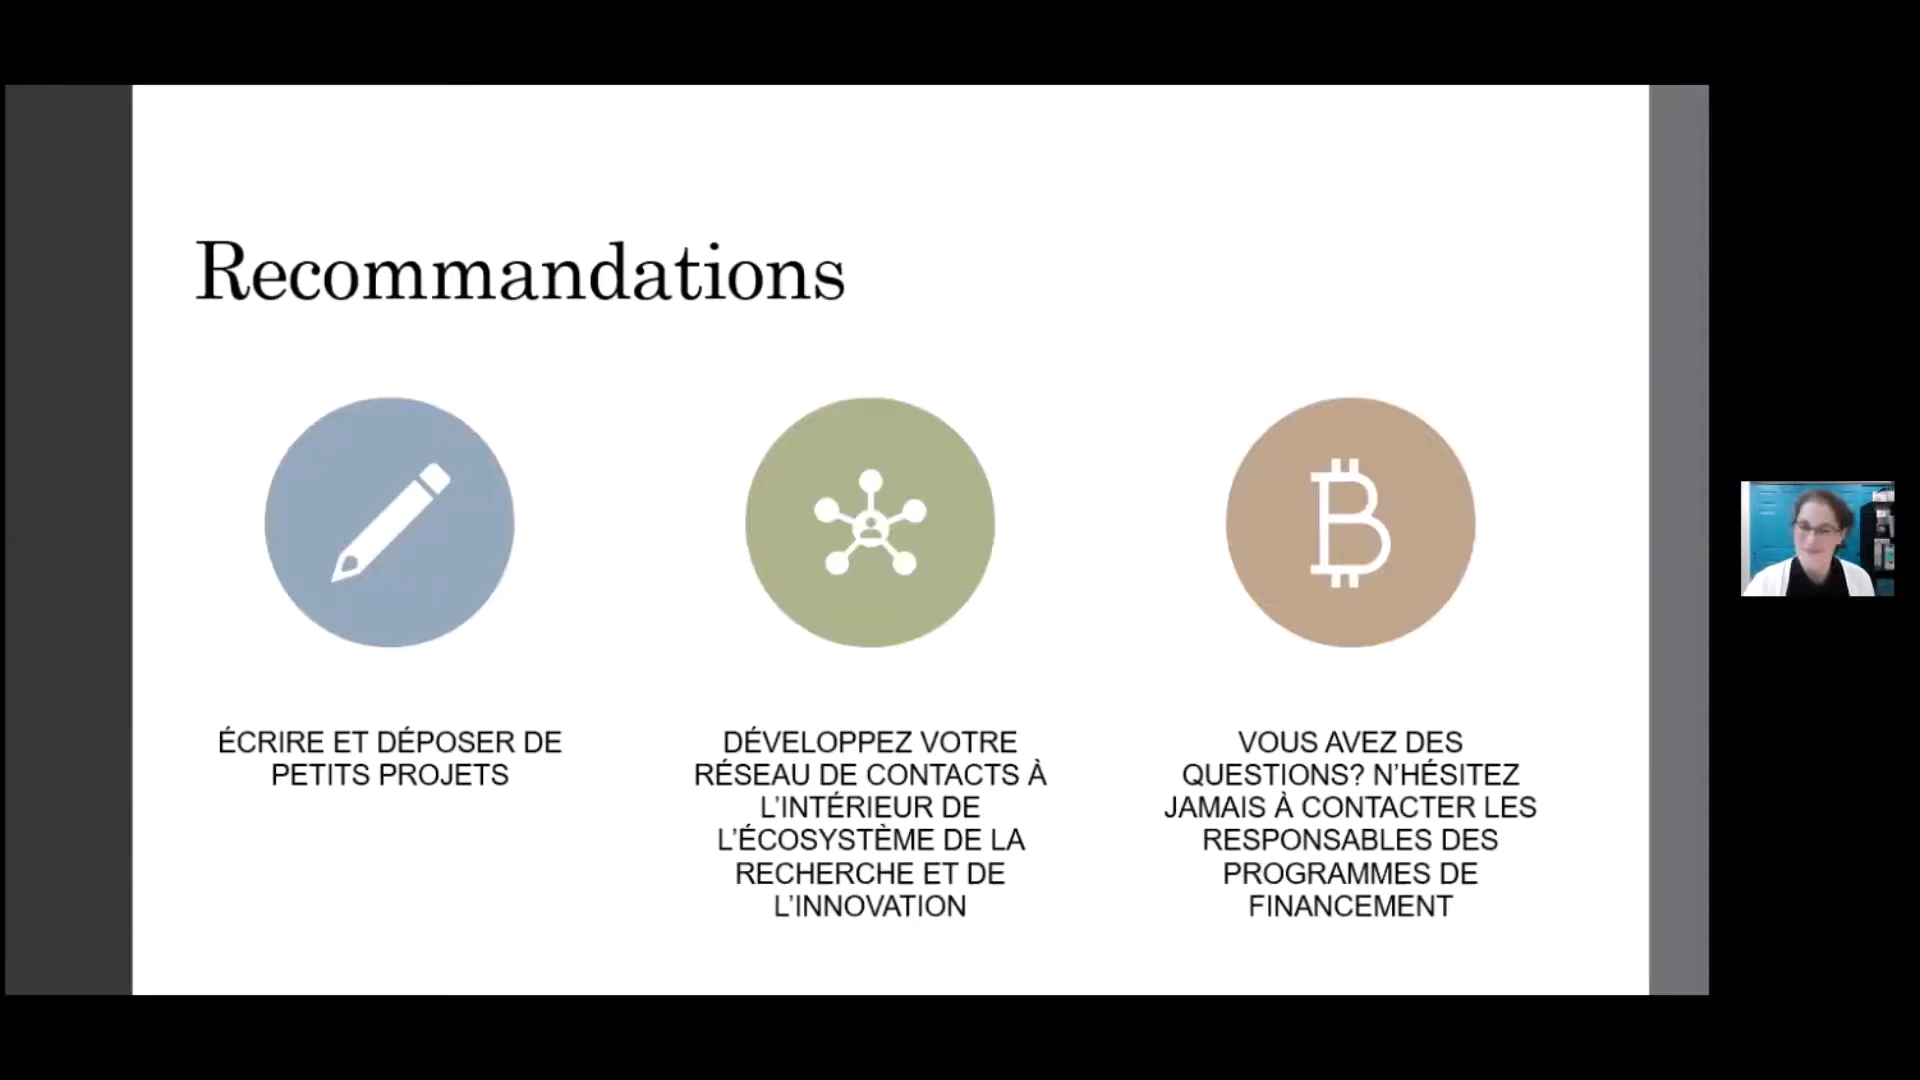 Recommandations
ÉCRIRE ET DÉPOSER DE
PETITS PROJETS
DÉVELOPPEZ VOTRE
RÉSEAU DE CONTACTS À
L'INTÉRIEUR DE
L'ÉCOSYSTÈME DE LA
RECHERCHE ET DE
L'INNOVATION
VOUS AVEZ DES
QUESTIONS? N'HÉSITEZ
JAMAIS À CONTACTER LES
RESPONSABLES DES
PROGRAMMES DE
FINANCEMENT